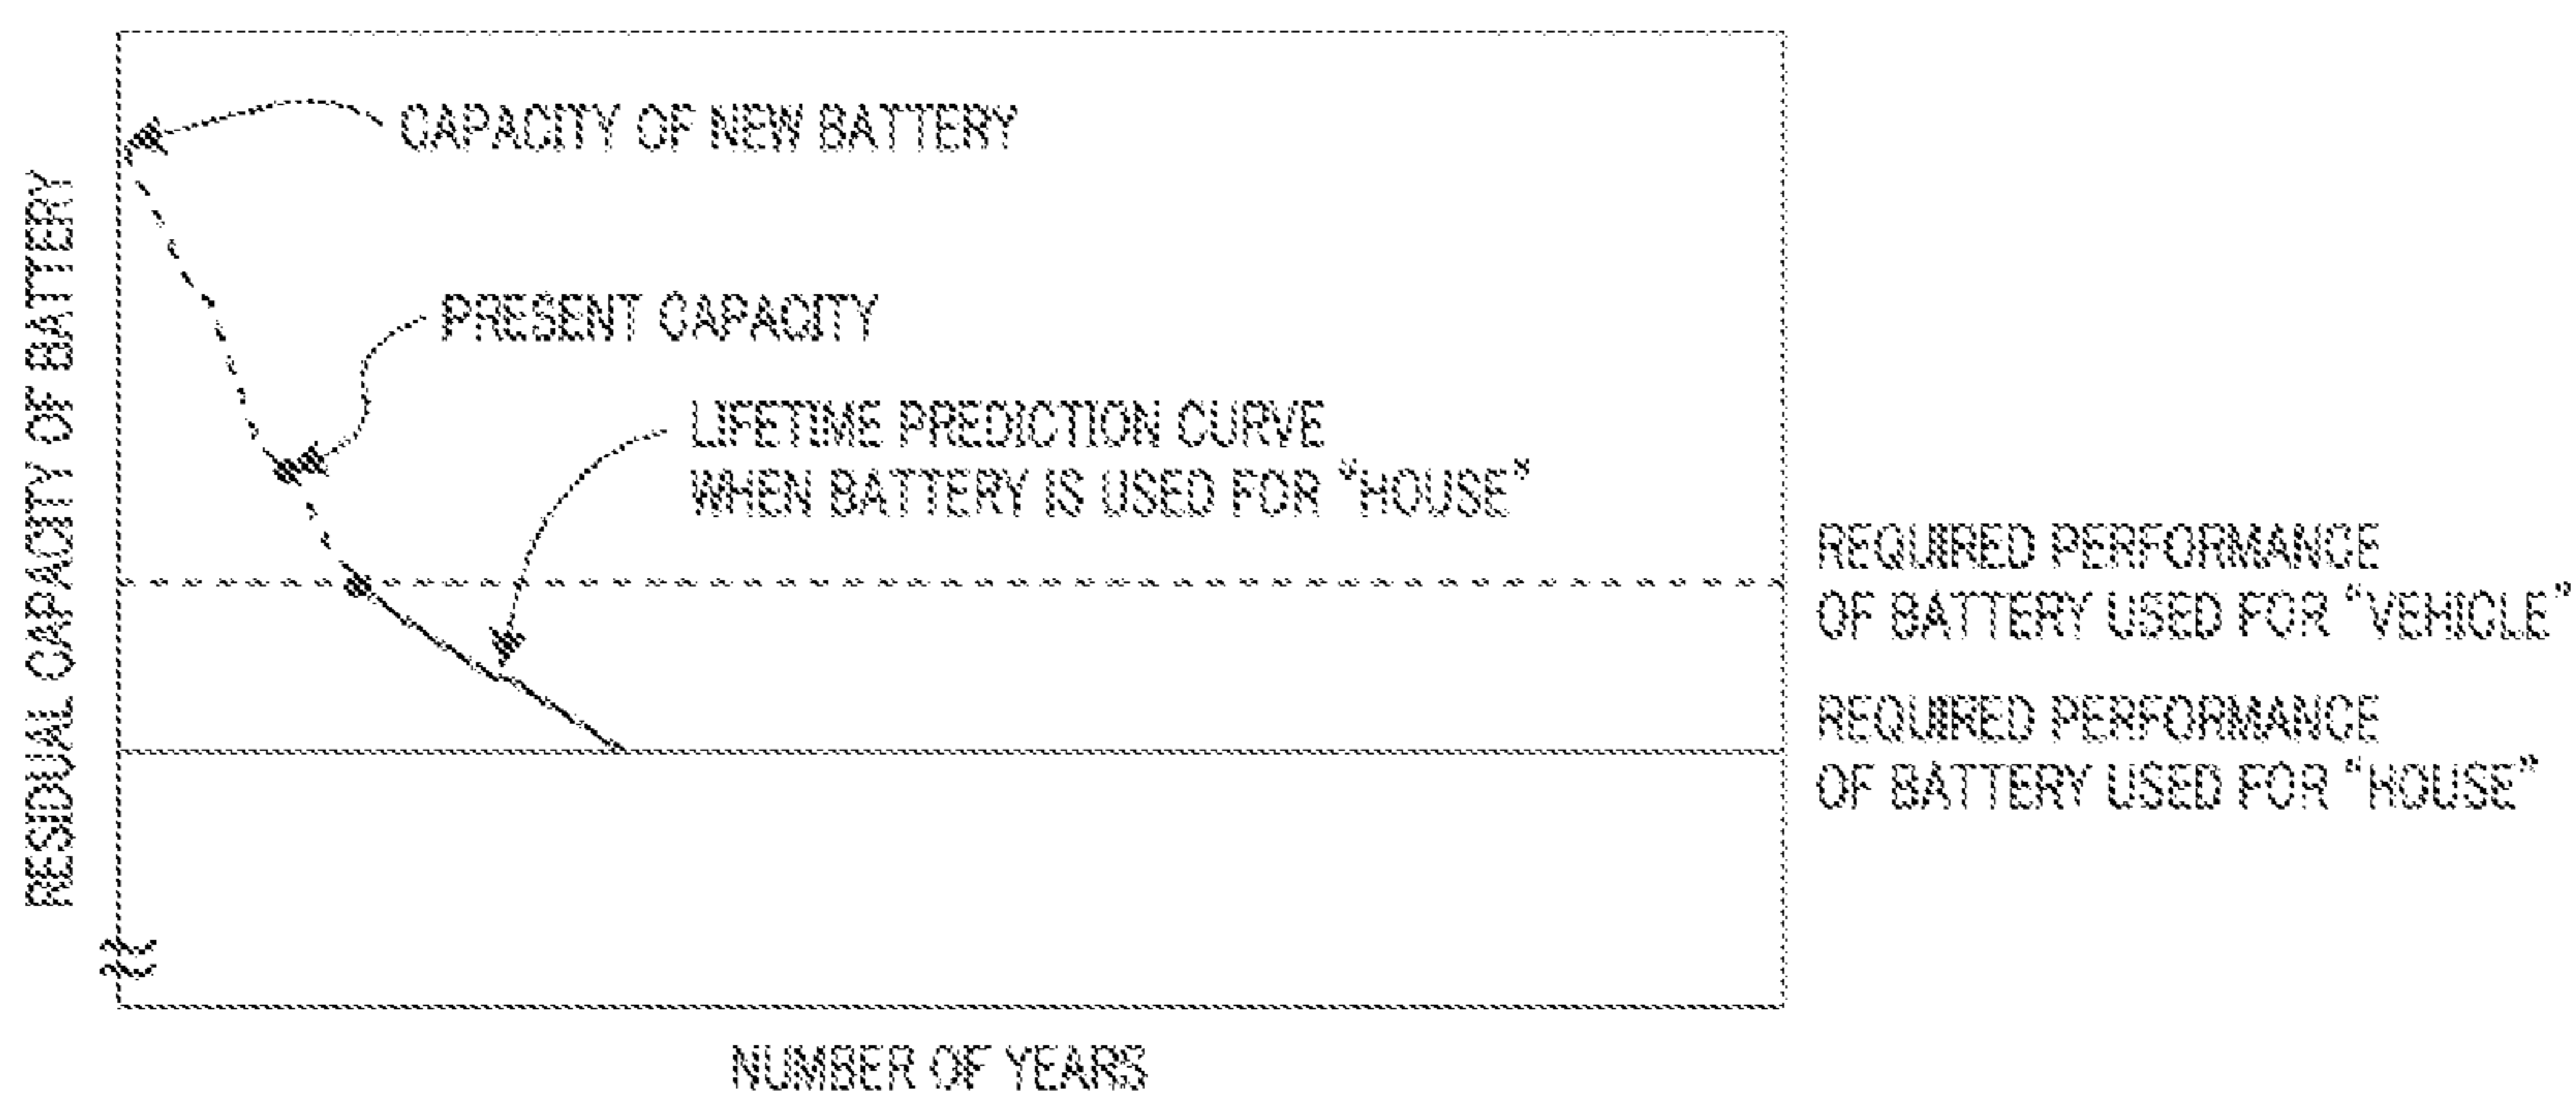 CAPACITY OF NEW BATTERY
PRESENT CAPACITY
LIFETIME PREDICTION CURVE
WHEN BATTERY IS USED FOR "HOUSE"
REQUIRED PERFORMANCE
OF BATTERY USED FOR "VEHICLE"
REQUIRED PERFORMANCE
OF BATTERY USED FOR "HOUSE"
RESIDUAL CAPACITY OF BATTERY
NUMBER OF YEARS